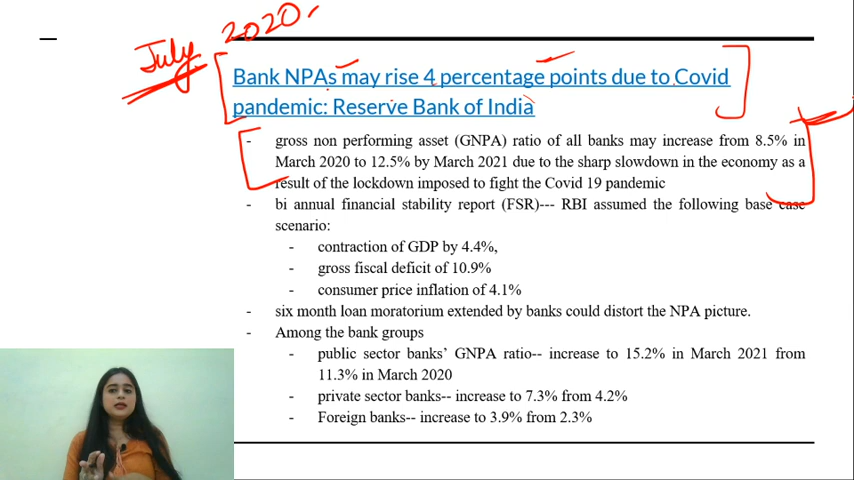 July 2020.
Bank NPAs may rise 4 percentage points due to Covid
pandemic: Reserve Bank of India
- gross non performing asset (GNPA) ratio of all banks may increase from 8.5% in
March 2020 to 12.5% by March 2021 due to the sharp slowdown in the economy as a
result of the lockdown imposed to fight the Covid 19 pandemic
- bi annual financial stability report (FSR)--- RBI assumed the following base case
scenario:
- contraction of GDP by 4.4%,
- gross fiscal deficit of 10.9%
- consumer price inflation of 4.1%
- six month loan moratorium extended by banks could distort the NPA picture.
- Among the bank groups
- public sector banks' GNPA ratio-- increase to 15.2% in March 2021 from
11.3% in March 2020
- private sector banks-- increase to 7.3% from 4.2%
- Foreign banks-- increase to 3.9% from 2.3%